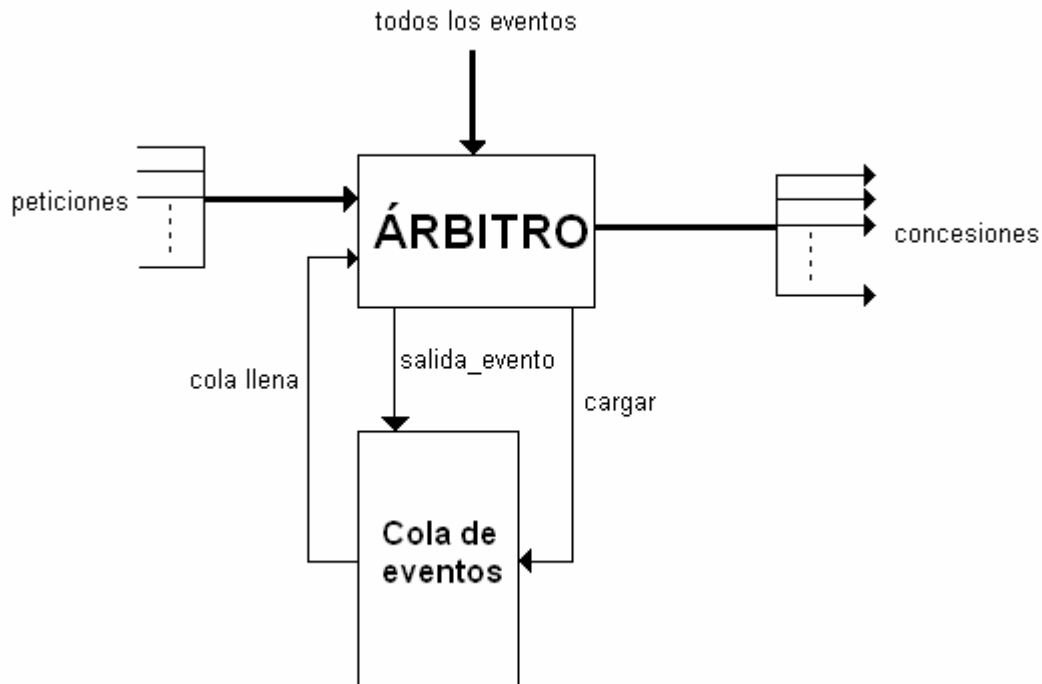 todos los eventos
peticiones
ÁRBITRO
concesiones
cola llena
salida_evento
cargar
Cola de
eventos